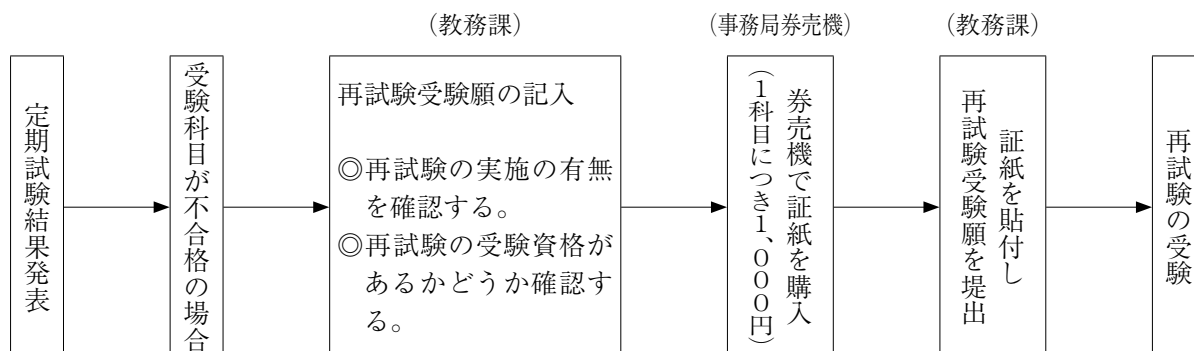 （教務課）
（事務局券売機）
（教務課）
定期試験結果発表
受験科目が不合格の場合
再試験受験願の記入
◎再試験の実施の有無
を確認する。
◎再試験の受験資格が
あるかどうか確認す
る。
券売機で証紙を購入
（１科目につき１、０００円）
証紙を貼付し
再試験受験願を堤出
再試験の受験